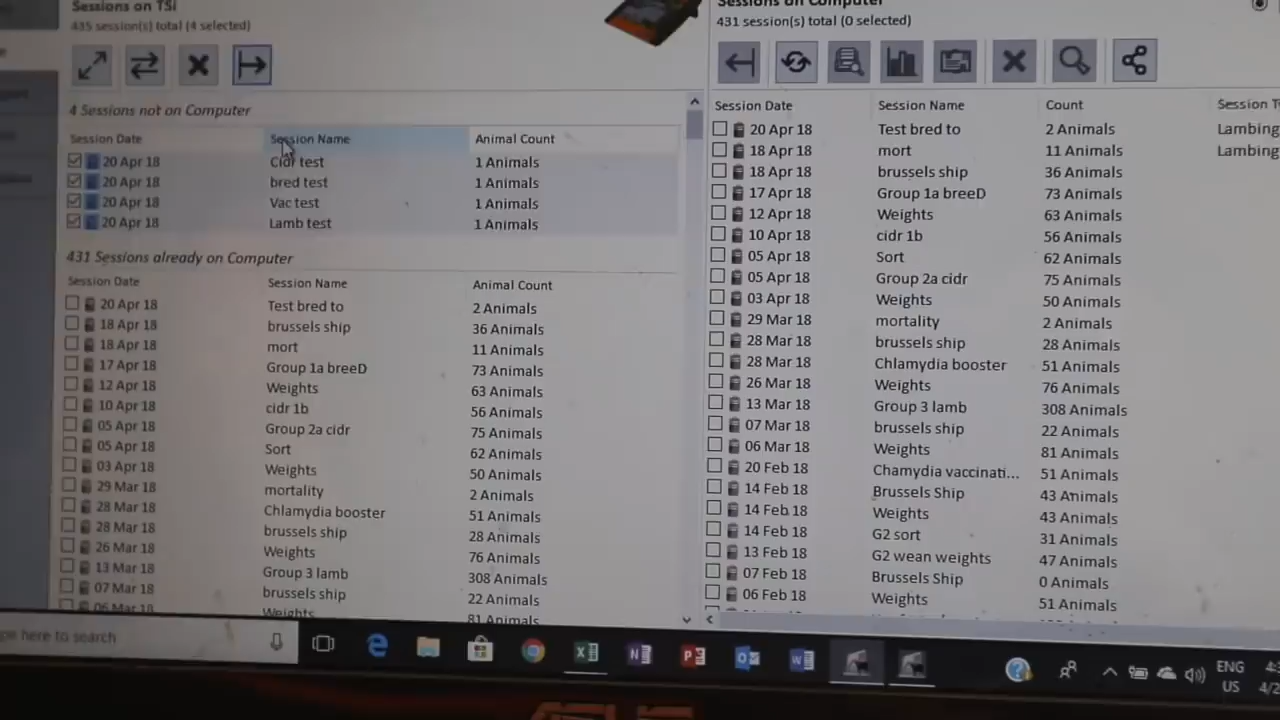 Sessions on TSi
435 session(s) total (4 selected)
4 Sessions not on Computer
Session Date Session Name Animal Count
20 Apr 18 Cidr test 1 Animals
20 Apr 18 bred test 1 Animals
20 Apr 18 Vac test 1 Animals
20 Apr 18 Lamb test 1 Animals
431 Sessions already on Computer
Session Date Session Name Animal Count
20 Apr 18 Test bred to 2 Animals
18 Apr 18 brussels ship 36 Animals
18 Apr 18 mort 11 Animals
17 Apr 18 Group 1a breeD 73 Animals
12 Apr 18 Weights 63 Animals
10 Apr 18 cidr 1b 56 Animals
05 Apr 18 Group 2a cidr 75 Animals
05 Apr 18 Sort 62 Animals
03 Apr 18 Weights 50 Animals
29 Mar 18 mortality 2 Animals
28 Mar 18 Chlamydia booster 51 Animals
28 Mar 18 brussels ship 28 Animals
26 Mar 18 Weights 76 Animals
13 Mar 18 Group 3 lamb 308 Animals
07 Mar 18 brussels ship 22 Animals
06 Mar 18 Weights 81 Animals
Sessions on Computer
431 session(s) total (0 selected)
Session Date Session Name Count Session T
20 Apr 18 Test bred to 2 Animals Lambing
18 Apr 18 mort 11 Animals Lambing
18 Apr 18 brussels ship 36 Animals
17 Apr 18 Group 1a breeD 73 Animals
12 Apr 18 Weights 63 Animals
10 Apr 18 cidr 1b 56 Animals
05 Apr 18 Sort 62 Animals
05 Apr 18 Group 2a cidr 75 Animals
03 Apr 18 Weights 50 Animals
29 Mar 18 mortality 2 Animals
28 Mar 18 brussels ship 28 Animals
28 Mar 18 Chlamydia booster 51 Animals
26 Mar 18 Weights 76 Animals
13 Mar 18 Group 3 lamb 308 Animals
07 Mar 18 brussels ship 22 Animals
06 Mar 18 Weights 81 Animals
20 Feb 18 Chamydia vaccinati... 51 Animals
14 Feb 18 Brussels Ship 43 Animals
14 Feb 18 Weights 43 Animals
14 Feb 18 G2 sort 31 Animals
13 Feb 18 G2 wean weights 47 Animals
07 Feb 18 Brussels Ship 0 Animals
06 Feb 18 Weights 51 Animals
pe here to search
ENG
US
4:
4/2
ASUS